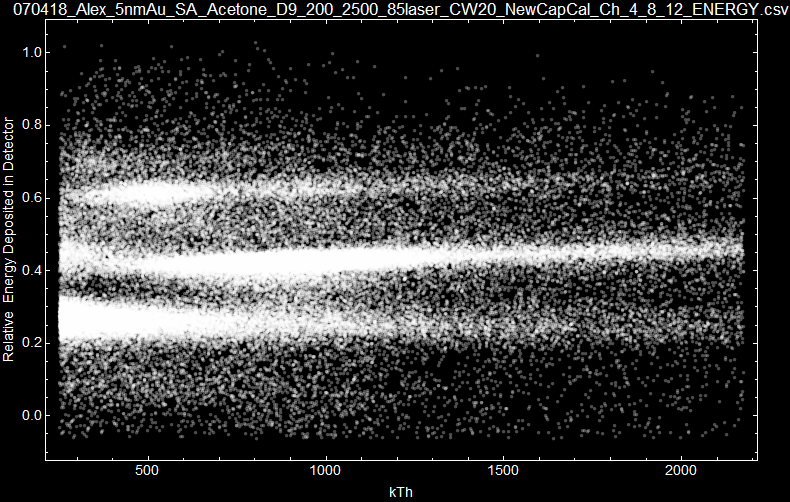 070418_Alex_5nmAu_SA_Acetone_D9_200_2500_85laser_CW20_NewCapCal_Ch_4_8_12_ENERGY.csv
1.0
0.8
0.6
0.4
0.2
0.0
Relative Energy Deposited in Detector
500 1000 1500 2000
kTh